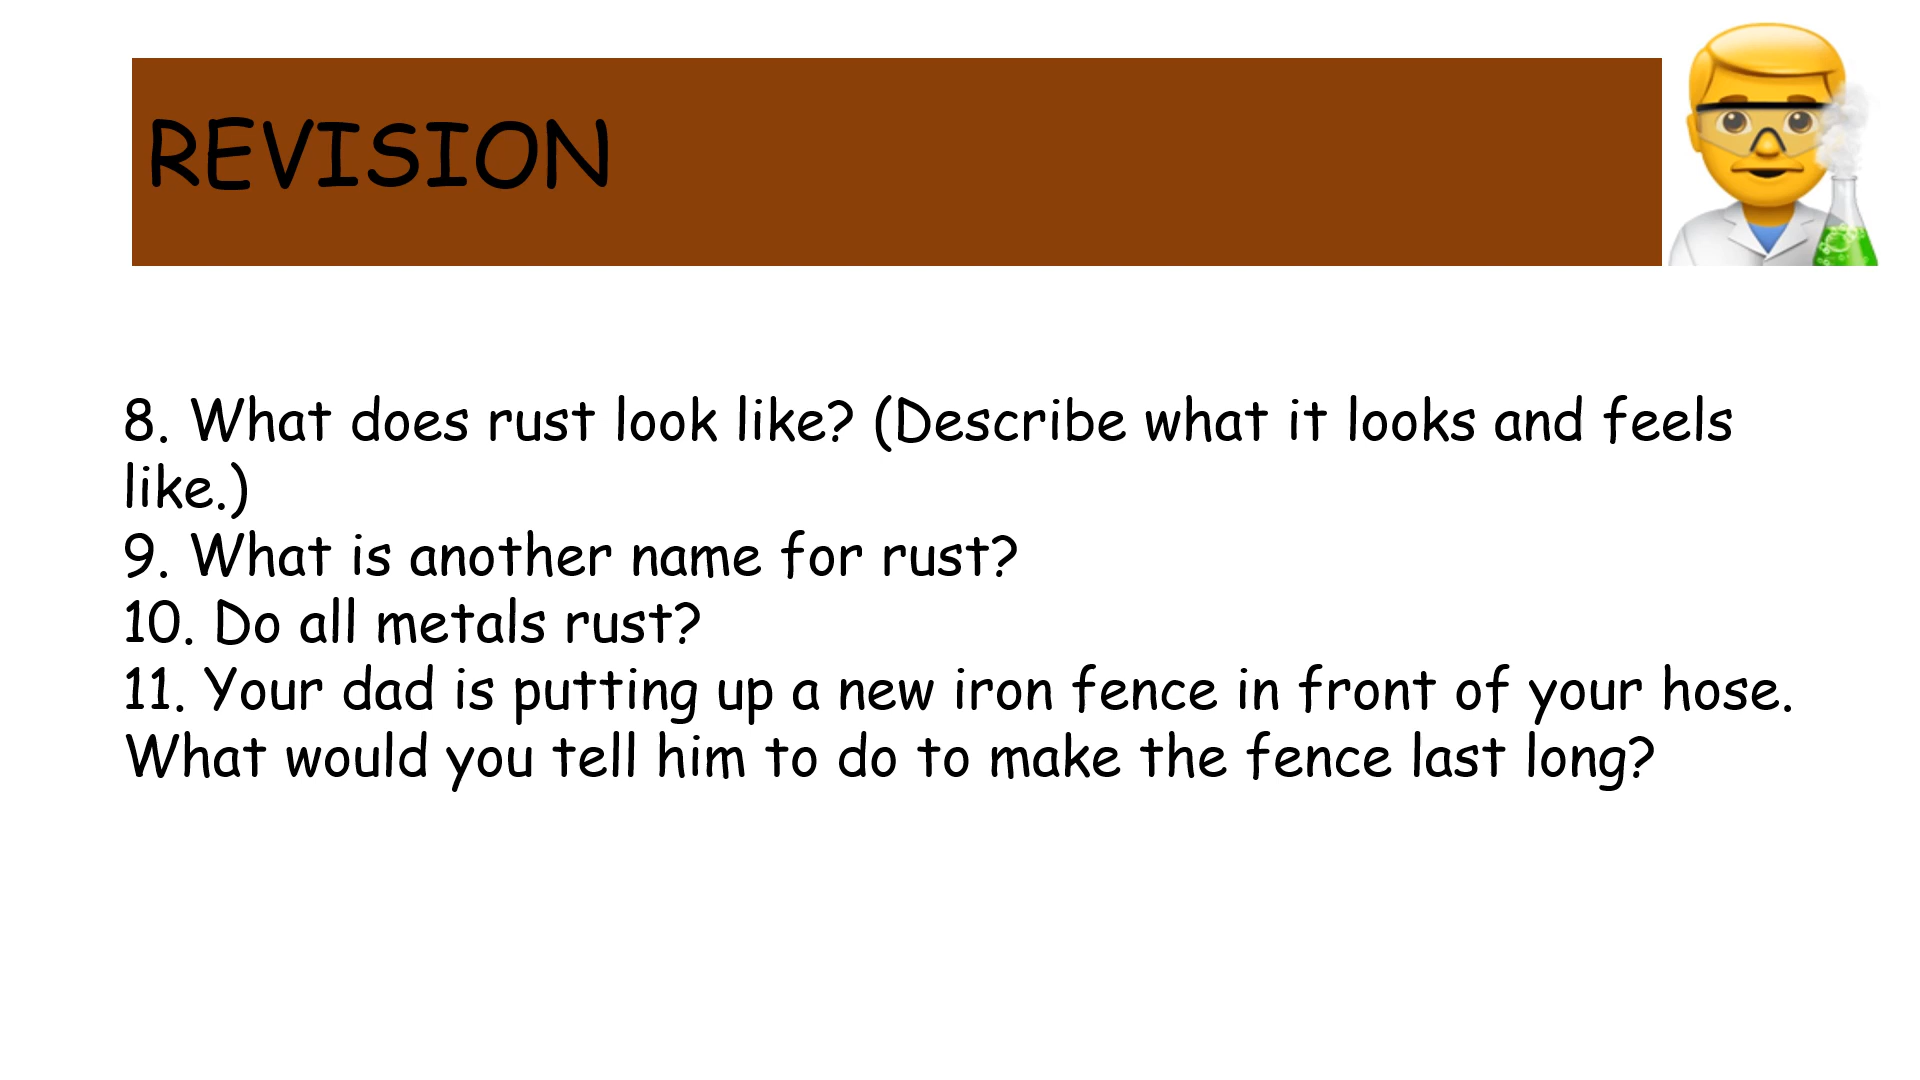 REVISION
8. What does rust look like? (Describe what it looks and feels
like.)
9. What is another name for rust?
10. Do all metals rust?
11. Your dad is putting up a new iron fence in front of your hose.
What would you tell him to do to make the fence last long?